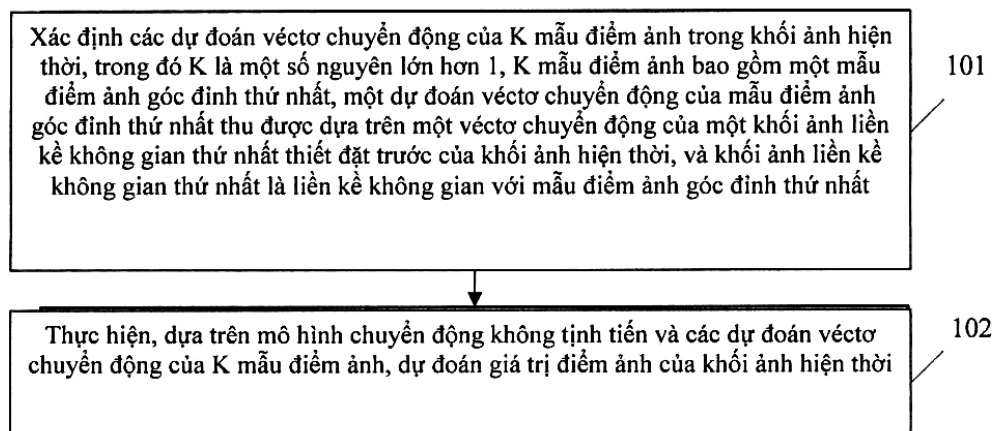 Xác định các dự đoán véctơ chuyển động của K mẫu điểm ảnh trong khối ảnh hiện
thời, trong đó K là một số nguyên lớn hơn 1, K mẫu điểm ảnh bao gồm một mẫu
điểm ảnh góc đỉnh thứ nhất, một dự đoán véctơ chuyển động của mẫu điểm ảnh
góc đỉnh thứ nhất thu được dựa trên một véctơ chuyển động của một khối ảnh liền
kề không gian thứ nhất thiết đặt trước của khối ảnh hiện thời, và khối ảnh liền kề
không gian thứ nhất là liền kề không gian với mẫu điểm ảnh góc đỉnh thứ nhất
101
Thực hiện, dựa trên mô hình chuyển động không tịnh tiến và các dự đoán véctơ
chuyển động của K mẫu điểm ảnh, dự đoán giá trị điểm ảnh của khối ảnh hiện thời
102